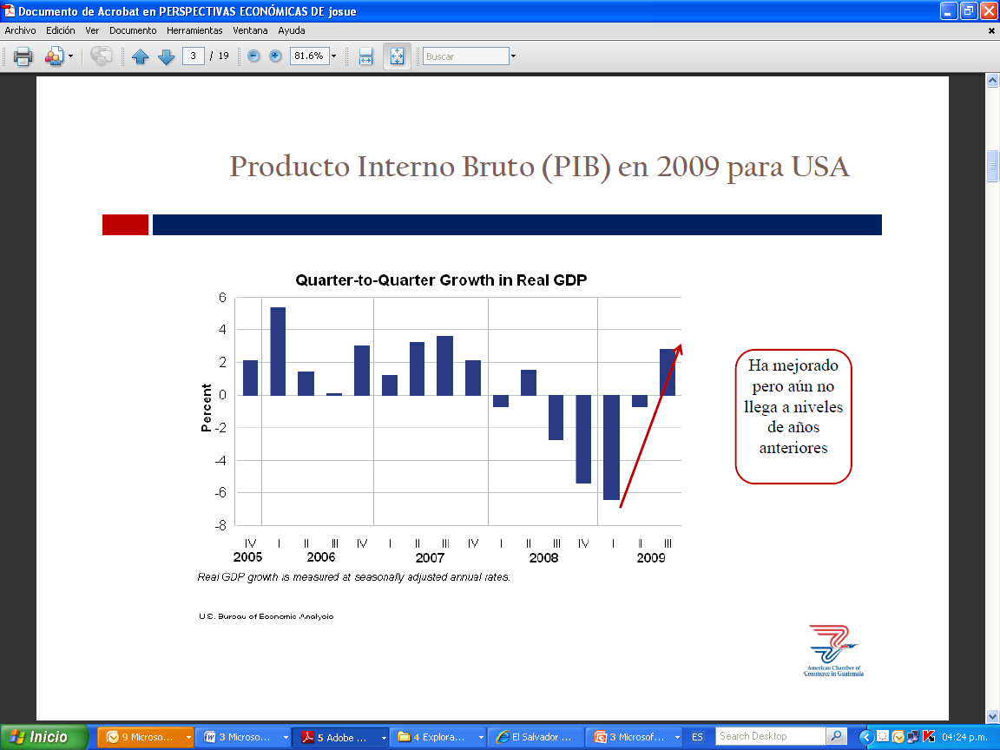 Documento de Acrobat en PERSPECTIVAS ECONÓMICAS DE josue
Archivo Edición Ver Documento Herramientas Ventana Ayuda
3 / 19 81.6% Buscar
Producto Interno Bruto (PIB) en 2009 para USA
Quarter-to-Quarter Growth in Real GDP
Percent
6
4
2
0
-2
-4
-6
-8
IV I II III IV I II III IV I II III IV I II III
2005 2006 2007 2008 2009
Real GDP growth is measured at seasonally adjusted annual rates.
U.S. Bureau of Economic Analysis
Ha mejorado
pero aún no
llega a niveles
de años
anteriores
American Chamber of
Commerce in Guatemala
Inicio 9 Microso... 3 Microso... 5 Adobe ... 4 Explora... El Salvador ... 3 Microsof... ES Search Desktop 04:24 p.m.